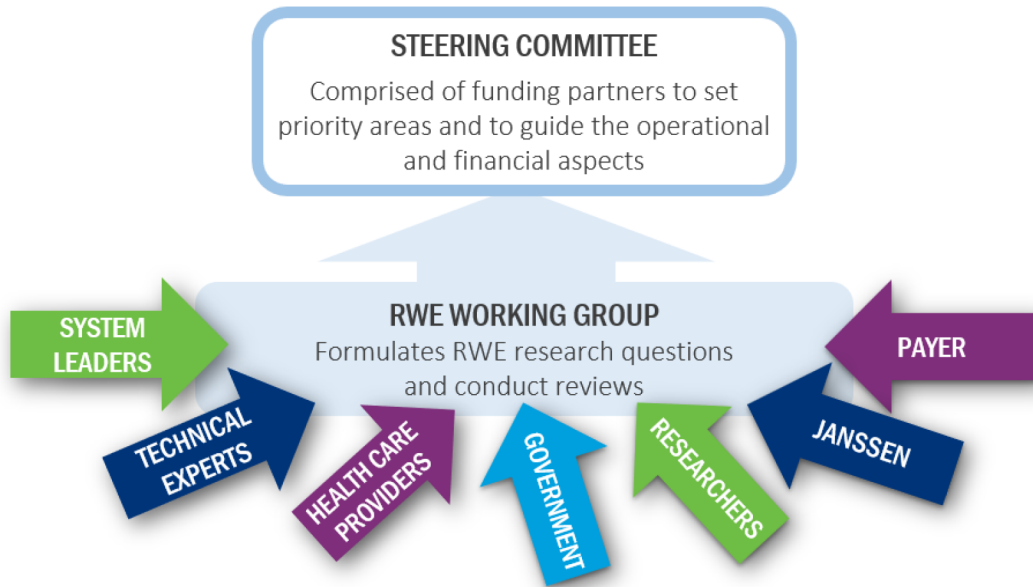 STEERING COMMITTEE
Comprised of funding partners to set
priority areas and to guide the operational
and financial aspects
RWE WORKING GROUP
Formulates RWE research questions
and conduct reviews
SYSTEM
LEADERS
TECHNICAL
EXPERTS
HEALTH CARE
PROVIDERS
GOVERNMENT
RESEARCHERS
JANSSEN
PAYER